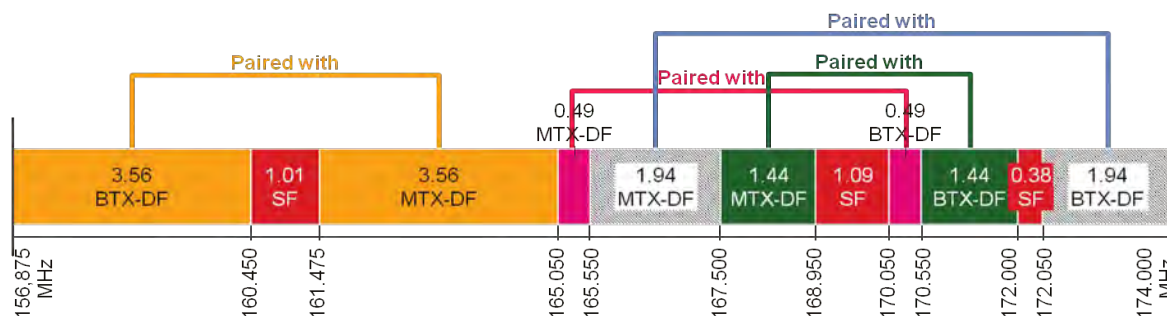 Paired with
Paired with
Paired with
Paired with
0.49
MTX-DF
0.49
BTX-DF
3.56
BTX-DF
1.01
SF
3.56
MTX-DF
1.94
MTX-DF
1.44
MTX-DF
1.09
SF
1.44
BTX-DF
0.38
SF
1.94
BTX-DF
156.875
MHz
160.450
161.475
165.050
165.550
167.500
168.950
170.050
170.550
172.000
172.050
174.000
MHz